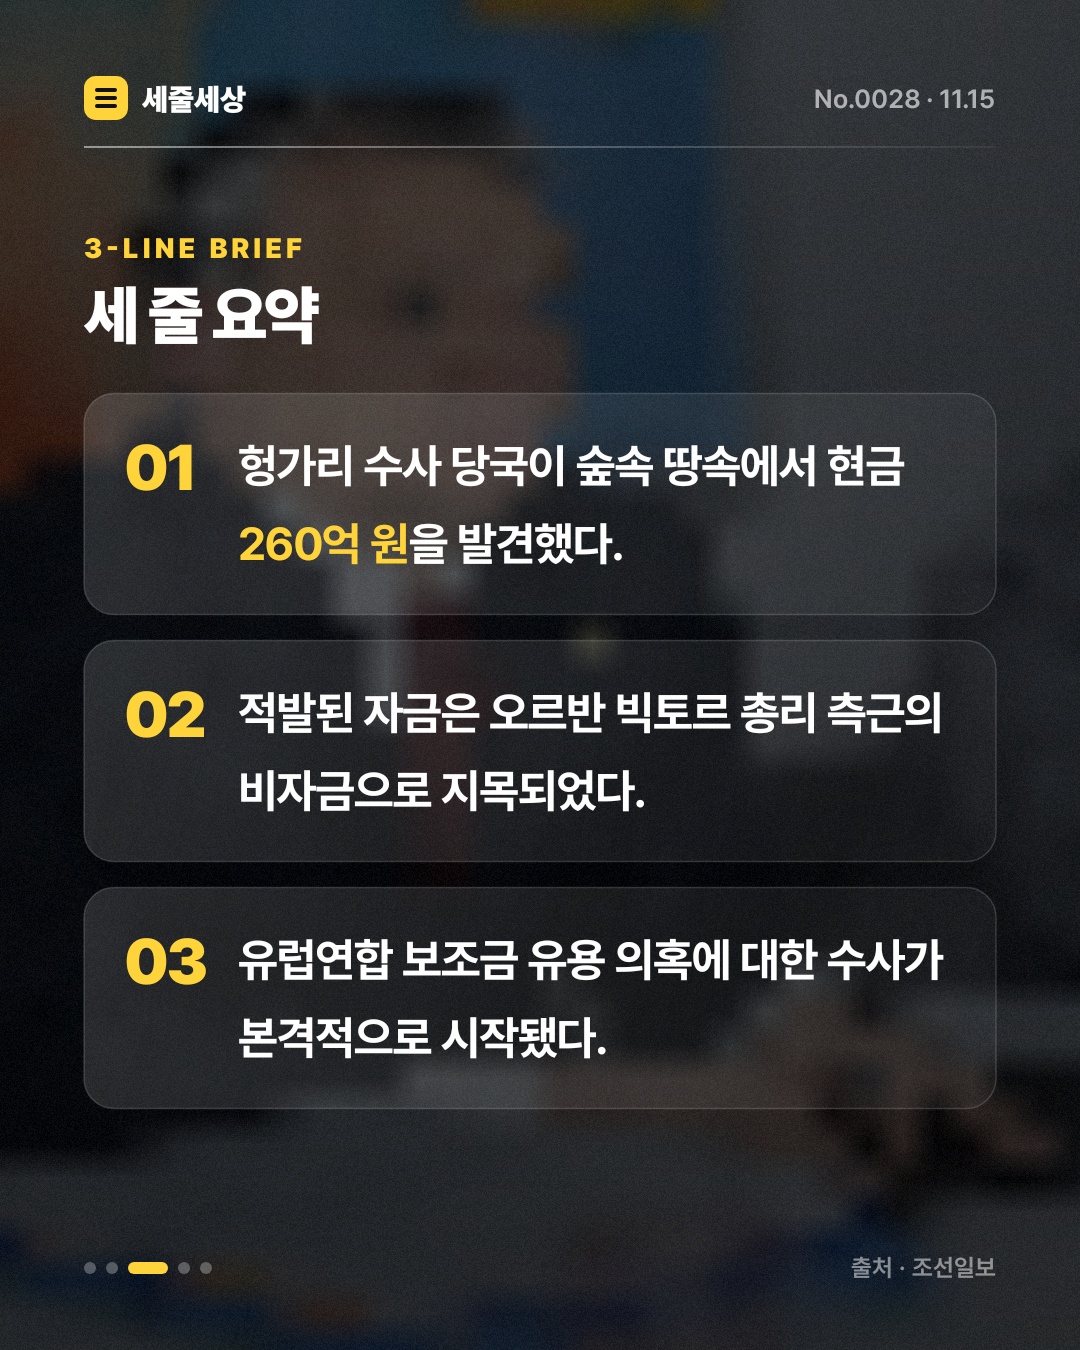 세줄세상
No.0028 · 11.15
3-LINE BRIEF
세 줄 요약
01 헝가리 수사 당국이 숲속 땅속에서 현금
260억 원을 발견했다.
02 적발된 자금은 오르반 빅토르 총리 측근의
비자금으로 지목되었다.
03 유럽연합 보조금 유용 의혹에 대한 수사가
본격적으로 시작됐다.
출처 · 조선일보